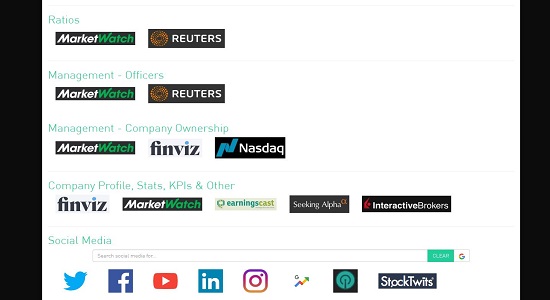 Ratios
MarketWatch REUTERS
Management - Officers
MarketWatch REUTERS
Management - Company Ownership
MarketWatch finviz Nasdaq
Company Profile, Stats, KPIs & Other
finviz MarketWatch earningscast Seeking Alpha α InteractiveBrokers
Social Media
Search social media for CLEAR G
f in StockTwits